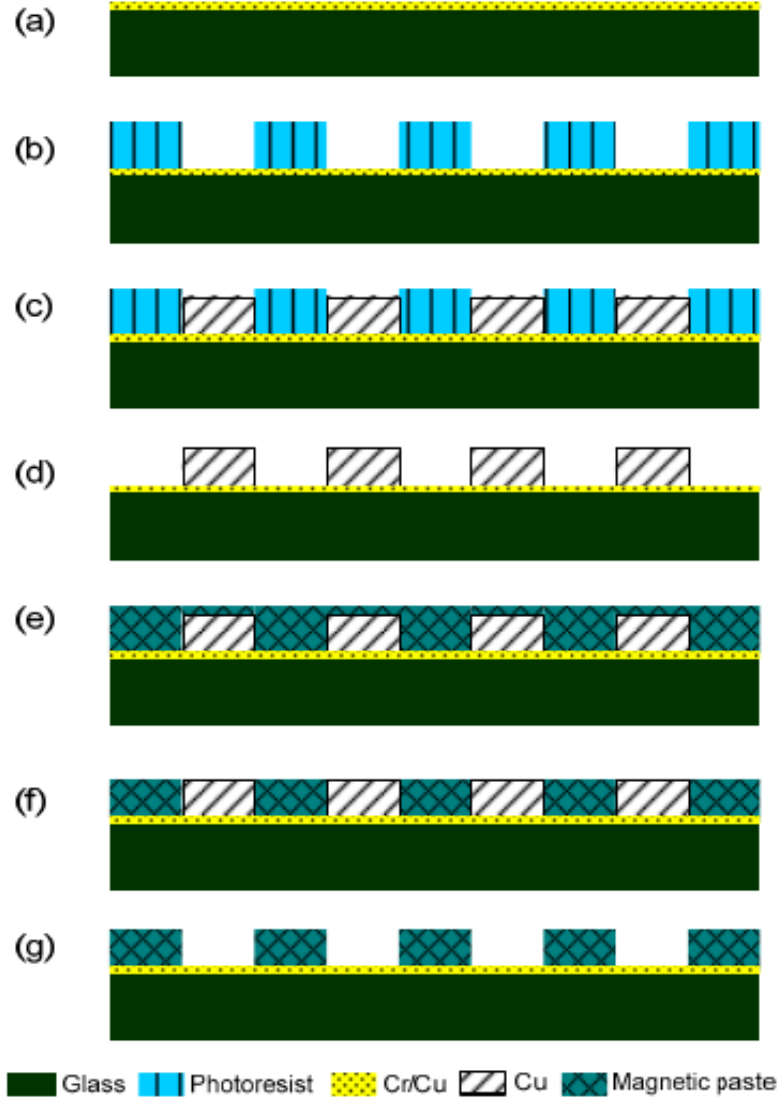 (a)
(b)
(c)
(d)
(e)
(f)
(g)
Glass Photoresist Cr/Cu Cu Magnetic paste